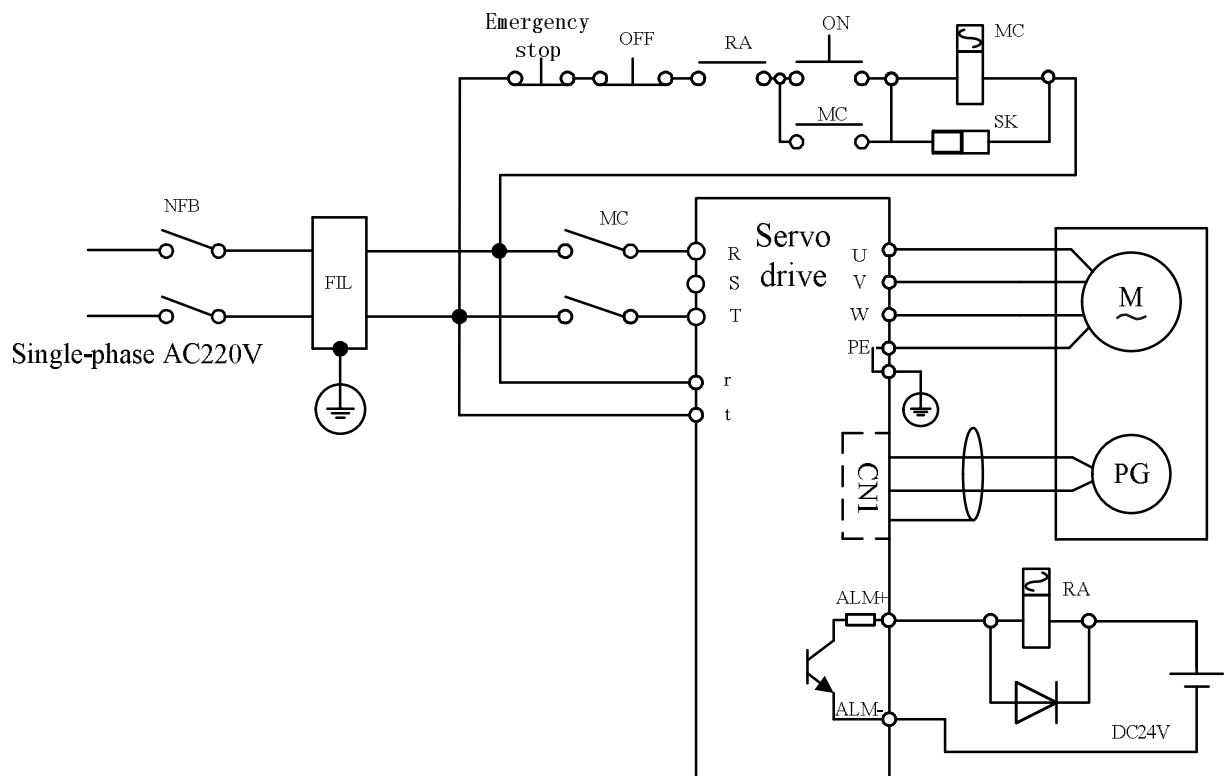 Emergency
stop
OFF
RA
ON
MC
MC
SK
NFB
MC
FIL
Single-phase AC220V
Servo
drive
R
S
T
r
t
U
V
W
PE
M
CN1
PG
ALM+
ALM-
RA
DC24V